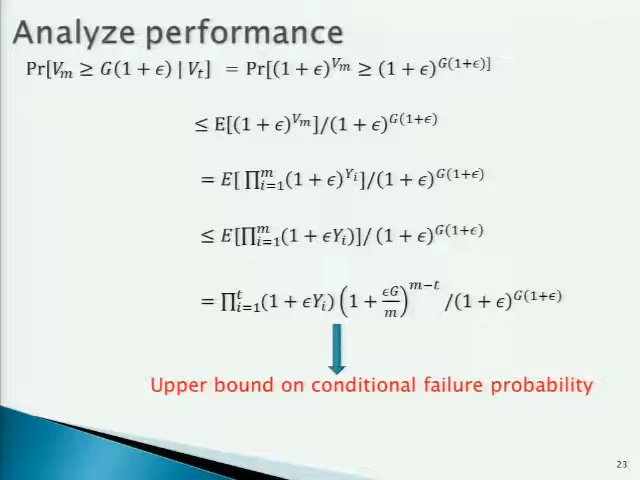 Analyze performance
Pr[𝑉ₘ ≥ 𝐺(1 + 𝜖) | 𝑉ₜ] = Pr[(1 + 𝜖)^{𝑉ₘ} ≥ (1 + 𝜖)^{𝐺(1+𝜖)]}
≤ E[(1 + 𝜖)^{𝑉ₘ}]/(1 + 𝜖)^{𝐺(1+𝜖)}
= 𝐸[ ∏_{𝑖=1}^{𝑚}(1 + 𝜖)^{𝑌ᵢ}]/(1 + 𝜖)^{𝐺(1+𝜖)}
≤ 𝐸[∏_{𝑖=1}^{𝑚}(1 + 𝜖𝑌ᵢ)]/ (1 + 𝜖)^{𝐺(1+𝜖)}
= ∏_{𝑖=1}^{𝑡}(1 + 𝜖𝑌ᵢ) (1 + 𝜖𝐺/𝑚)^{𝑚−𝑡} /(1 + 𝜖)^{𝐺(1+𝜖)}
Upper bound on conditional failure probability
23